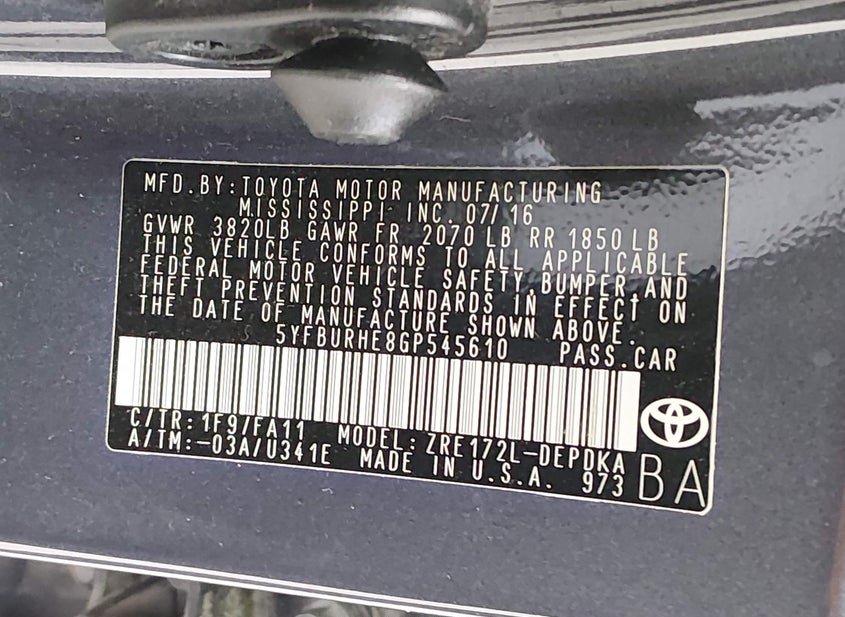 MFD. BY: TOYOTA MOTOR MANUFACTURING
MISSISSIPPI INC. 07/16
GVWR 3820LB GAWR FR 2070 LB RR 1850 LB
THIS VEHICLE CONFORMS TO ALL APPLICABLE
FEDERAL MOTOR VEHICLE SAFETY, BUMPER AND
THEFT PREVENTION STANDARDS IN EFFECT ON
THE DATE OF MANUFACTURE SHOWN ABOVE.
5YFBURHE8GP545610 PASS. CAR
C/TR: 1F9/FA11 MODEL: ZRE172L-DEPDKA
A/TM:-03A/U341E MADE IN U.S.A. 973 BA